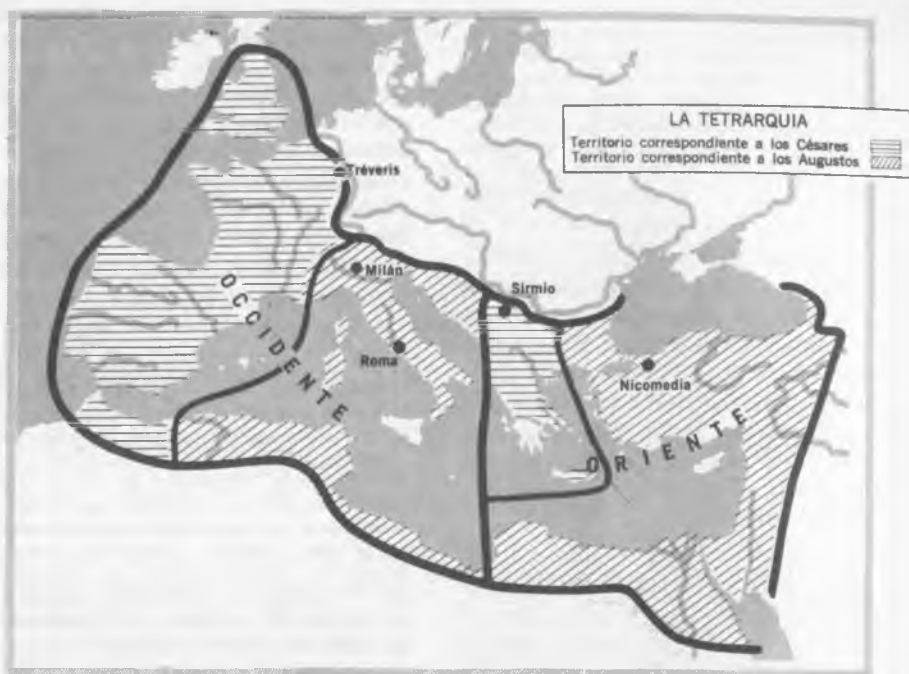 LA TETRARQUIA
Territorio correspondiente a los Césares
Territorio correspondiente a los Augustos
Tréveris
Milán
Sirmio
Roma
Nicomedia
OCCIDENTE
ORIENTE